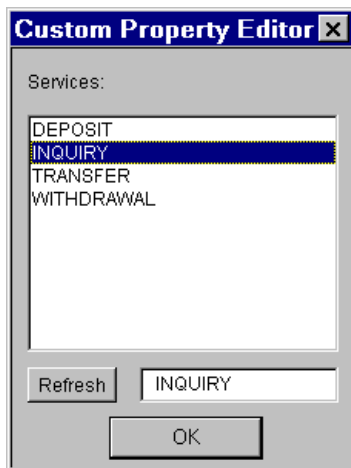 Custom Property Editor
Services:
DEPOSIT
INQUIRY
TRANSFER
WITHDRAWAL
Refresh INQUIRY
OK